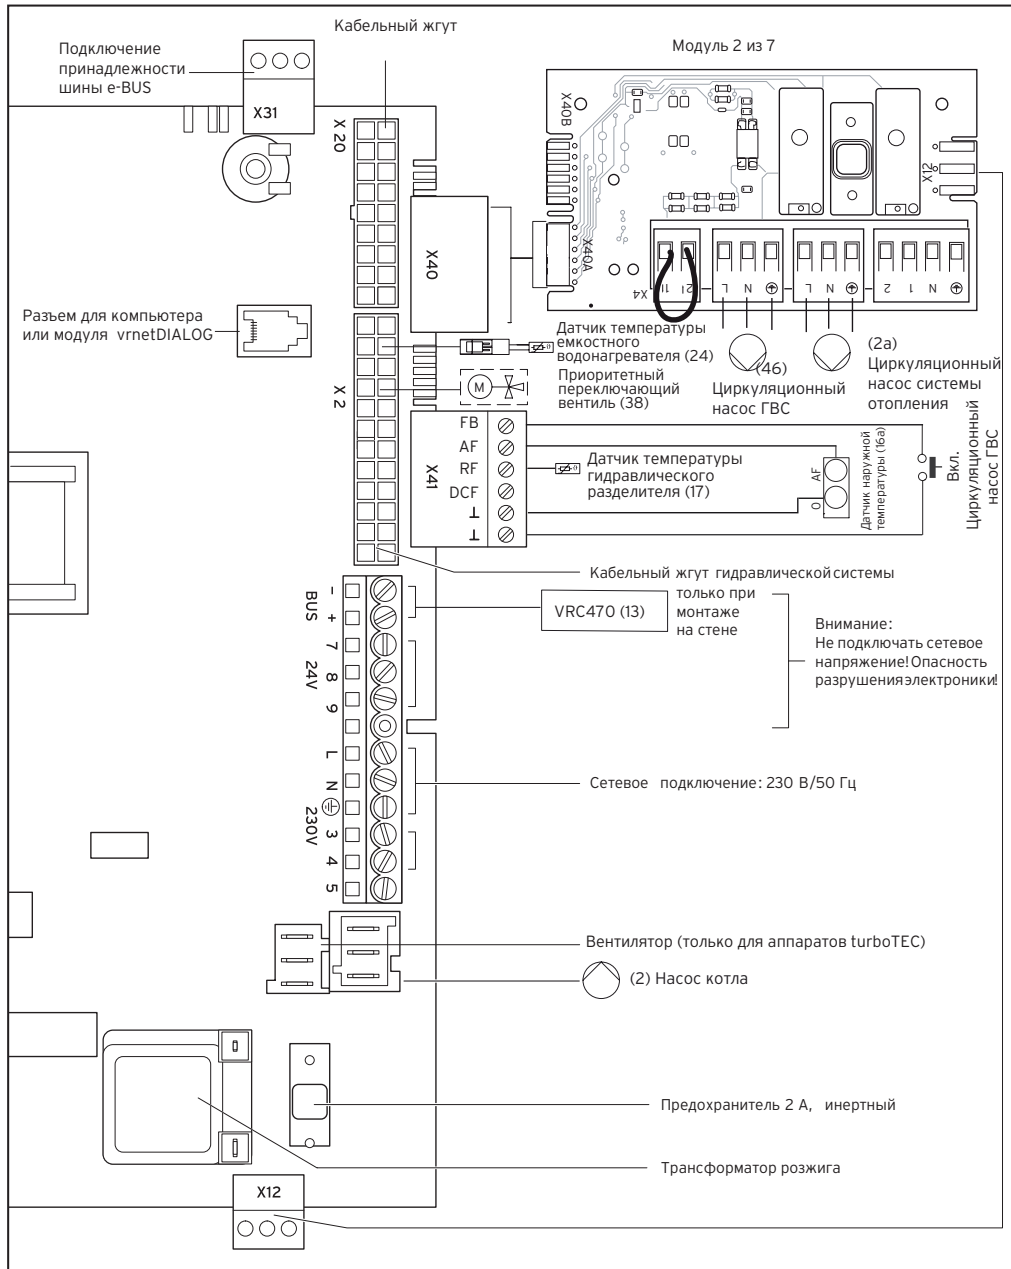 Кабельный жгут
Подключение
принадлежности
шины e-BUS
Модуль 2 из 7
X31
X 20
X40B
X12
X40
X40A
X4
1
2
L
N
L
N
2
1
N
Разъем для компьютера
или модуля vrnetDIALOG
Датчик температуры
емкостного
водонагревателя (24)
(46)
Циркуляционный
насос ГВС
(2a)
Циркуляционный
насос системы
отопления
X 2
M
Приоритетный
переключающий
вентиль (38)
X41
FB
AF
RF
DCF
⊥
⊥
Датчик температуры
гидравлического
разделителя (17)
AF
O
Датчик наружной
температуры (16a)
Вкл.
Циркуляционный
насос ГВС
Кабельный жгут гидравлической системы
BUS
-
+
VRC470 (13)
только при
монтаже
на стене
Внимание:
Не подключать сетевое
напряжение! Опасность
разрушения электроники!
24V
7
8
9
L
N
Сетевое подключение: 230 В/50 Гц
230V
3
4
5
Вентилятор (только для аппаратов turboTEC)
(2) Насос котла
Предохранитель 2 А, инертный
Трансформатор розжига
X12